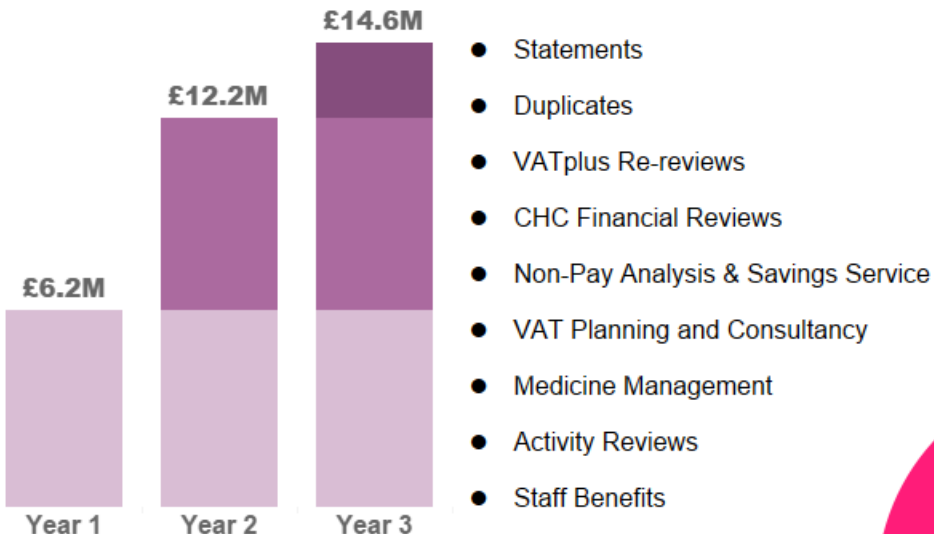 £14.6M
£12.2M
£6.2M
Year 1
Year 2
Year 3
● Statements
● Duplicates
● VATplus Re-reviews
● CHC Financial Reviews
● Non-Pay Analysis & Savings Service
● VAT Planning and Consultancy
● Medicine Management
● Activity Reviews
● Staff Benefits